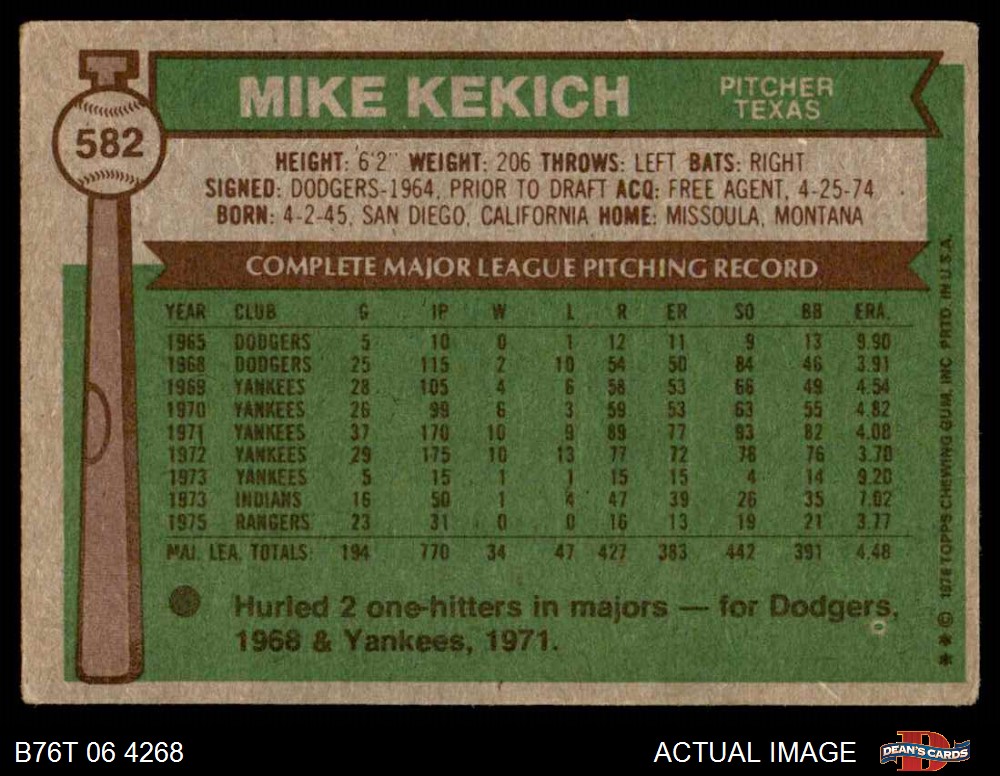 582
MIKE KEKICH
PITCHER
TEXAS
HEIGHT: 6'2" WEIGHT: 206 THROWS: LEFT BATS: RIGHT
SIGNED: DODGERS-1964, PRIOR TO DRAFT ACQ: FREE AGENT, 4-25-74
BORN: 4-2-45, SAN DIEGO, CALIFORNIA HOME: MISSOULA, MONTANA
COMPLETE MAJOR LEAGUE PITCHING RECORD
YEAR CLUB G IP W L R ER SO BB ERA.
1965 DODGERS 5 10 0 1 12 11 9 13 9.90
1968 DODGERS 25 115 2 10 54 50 84 46 3.91
1969 YANKEES 28 105 4 6 58 53 66 49 4.54
1970 YANKEES 26 99 6 3 59 53 63 55 4.82
1971 YANKEES 37 170 10 9 89 77 93 82 4.08
1972 YANKEES 29 175 10 13 77 72 78 76 3.70
1973 YANKEES 5 15 1 1 15 15 4 14 9.20
1973 INDIANS 16 50 1 4 47 39 26 35 7.02
1975 RANGERS 23 31 0 0 16 13 19 21 3.77
MAJ. LEA. TOTALS: 194 770 34 47 427 383 442 391 4.48
Hurled 2 one-hitters in majors — for Dodgers,
1968 & Yankees, 1971.
** © 1976 TOPPS CHEWING GUM, INC. PRTD. IN U.S.A.
B76T 06 4268
ACTUAL IMAGE
D
DEAN'S CARDS